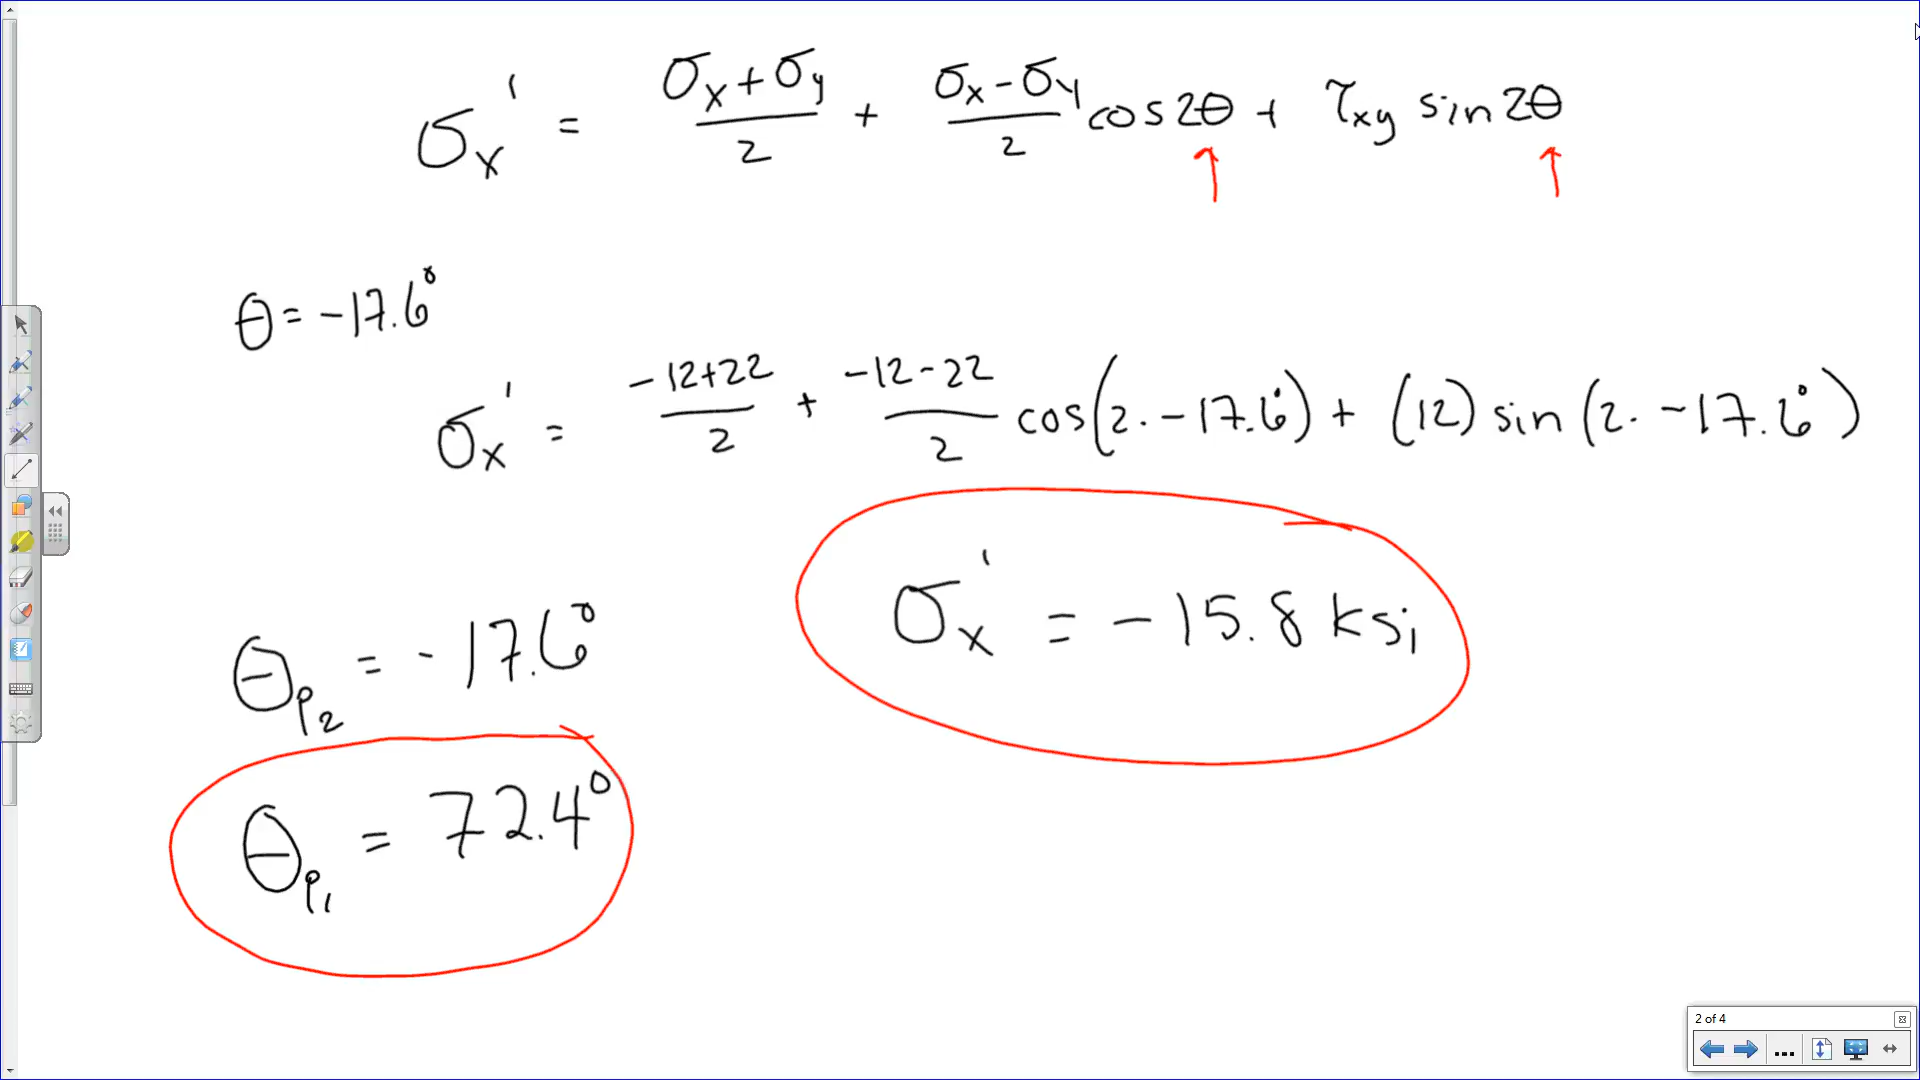 σx' = σx+σy/2 + σx-σy/2 cos2θ + τxy sin2θ
θ = -17.6°
σx' = -12+22/2 + -12-22/2 cos(2·-17.6°) + (12) sin(2·-17.6°)
σx' = -15.8 ksi
θp2 = -17.6°
θp1 = 72.4°
2 of 4